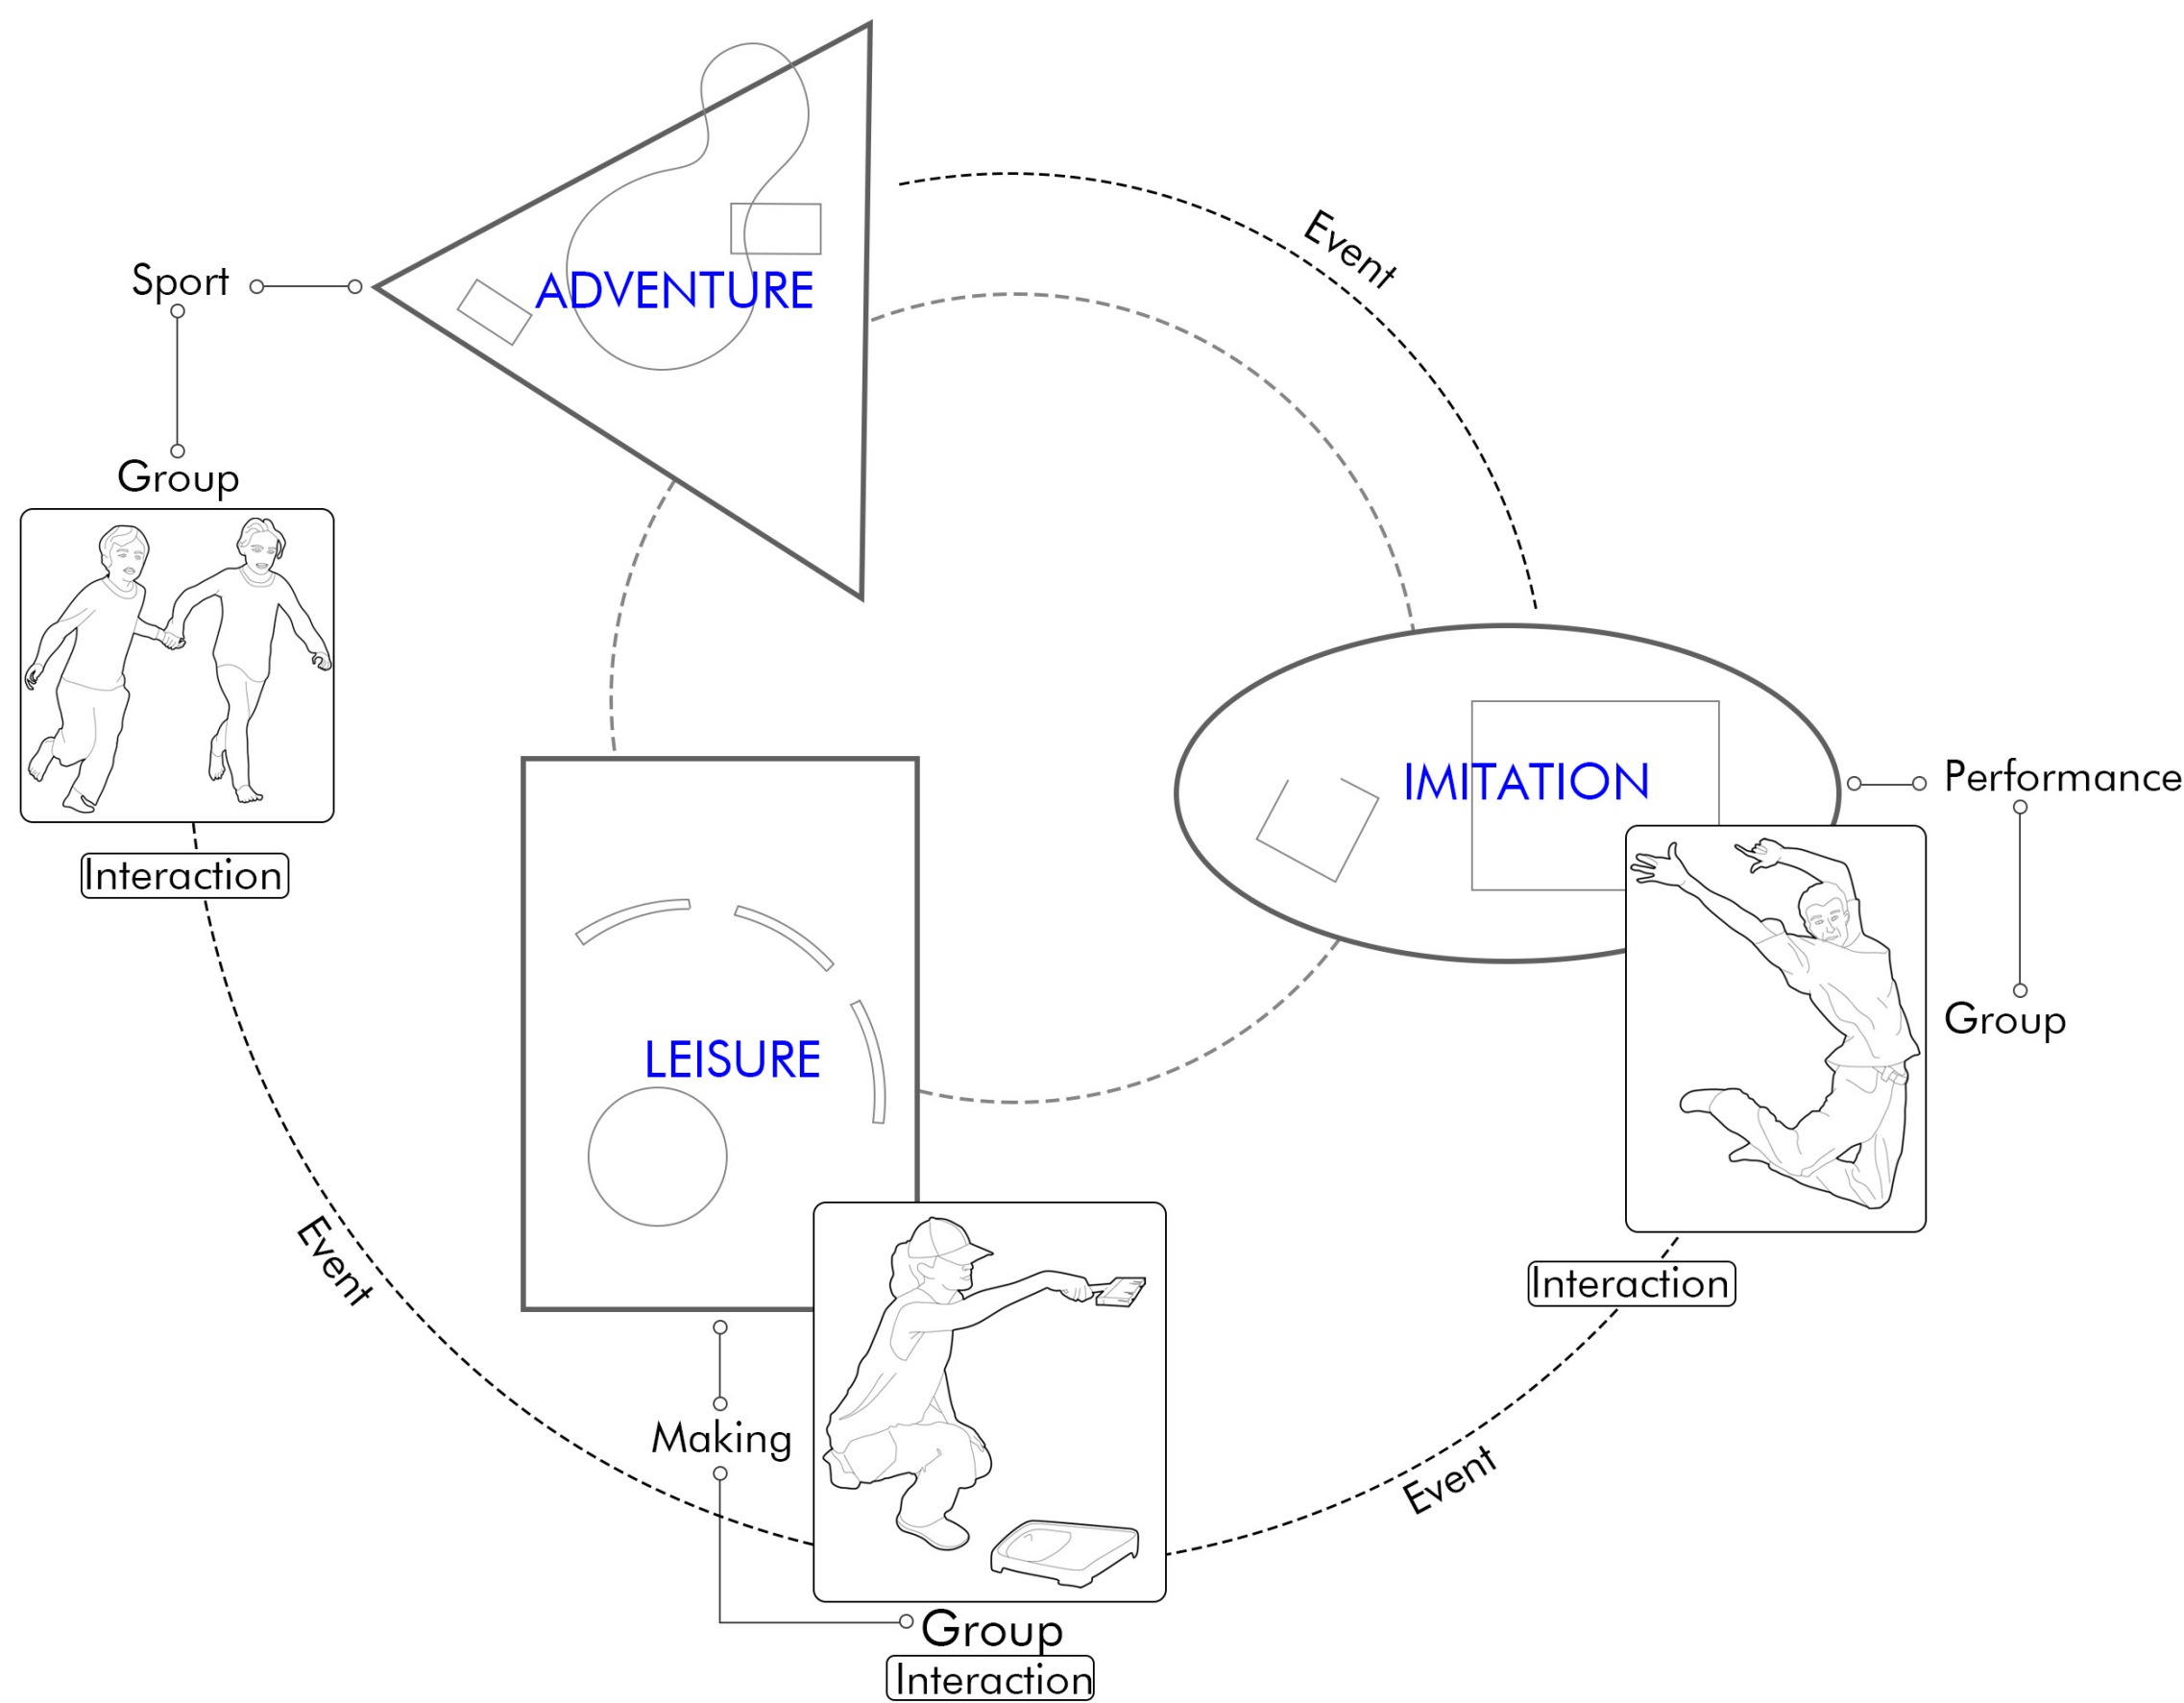 Event
Sport
ADVENTURE
Group
Interaction
IMITATION
Performance
Group
LEISURE
Event
Interaction
Making
Event
Group
Interaction